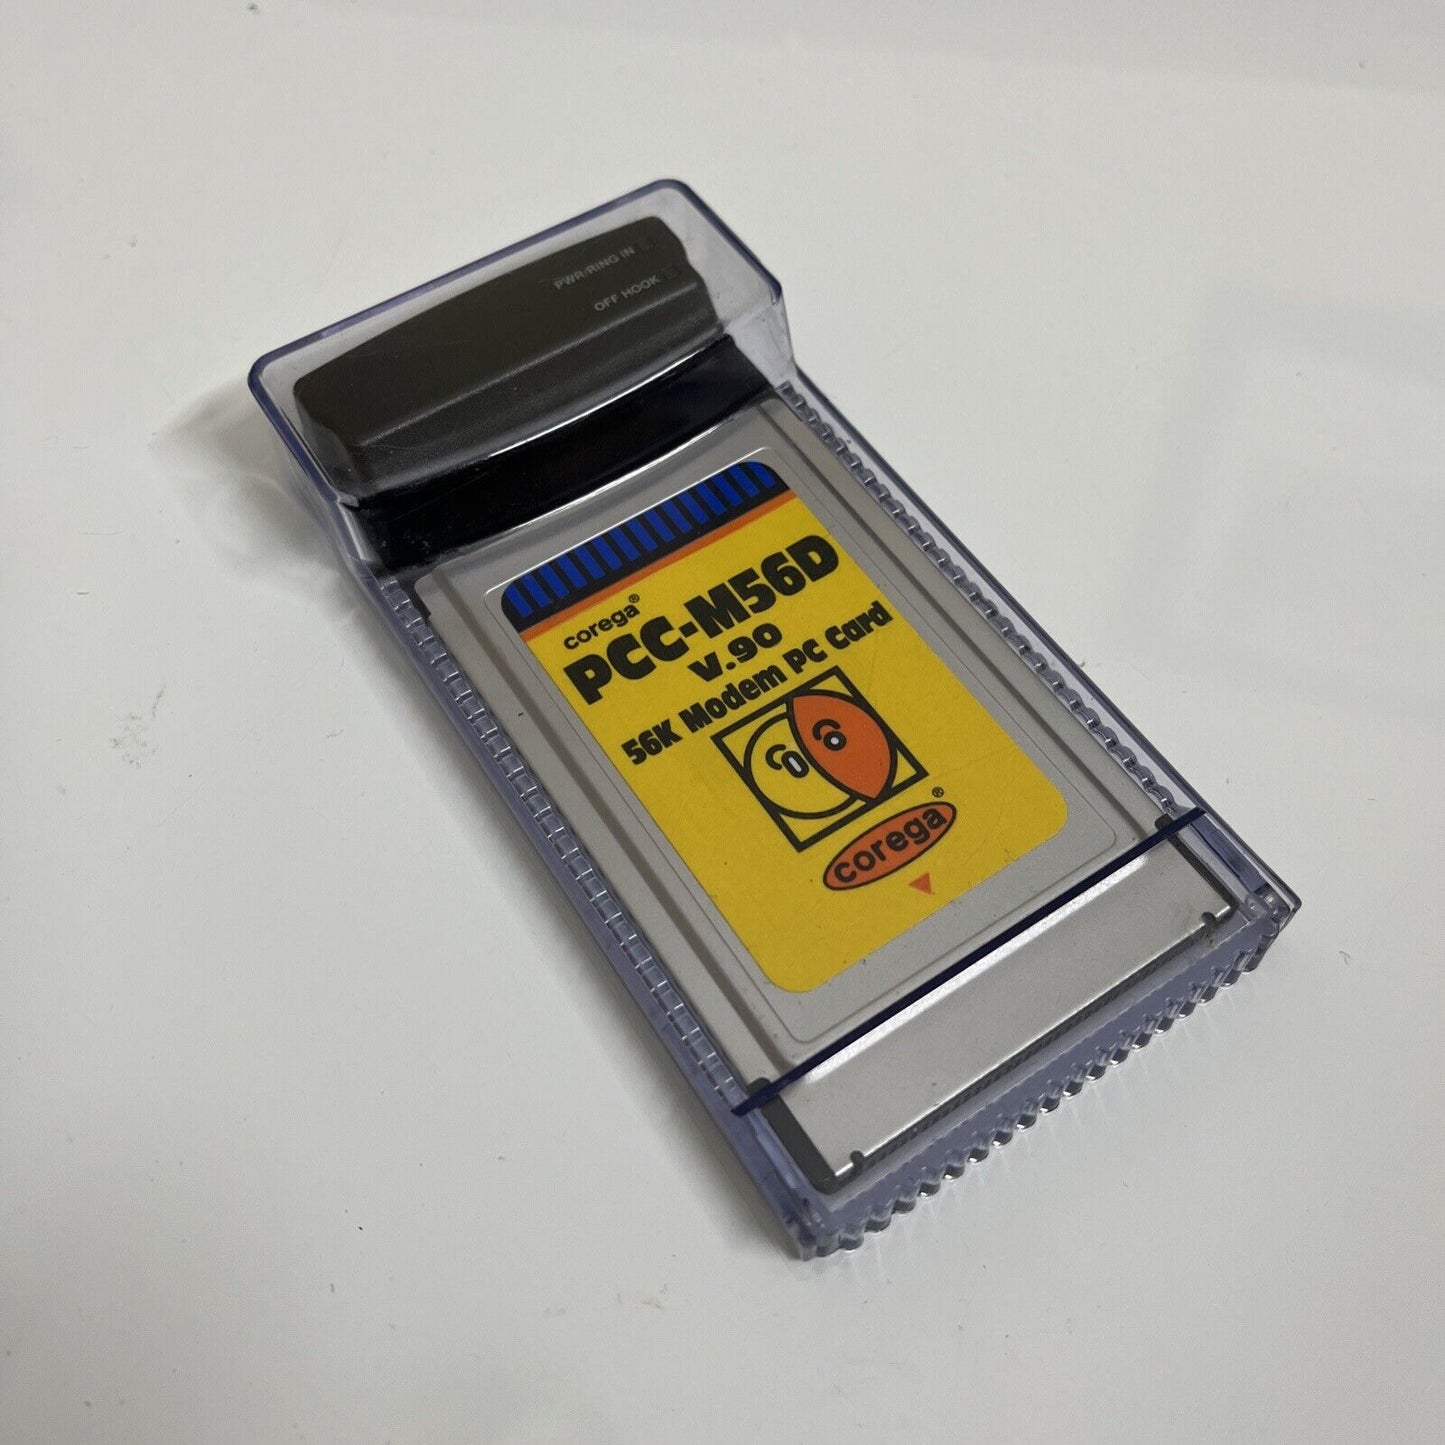 PWR/RING IN
OFF HOOK
corega®
PCC-M56D
V.90
56K Modem PC Card
corega®